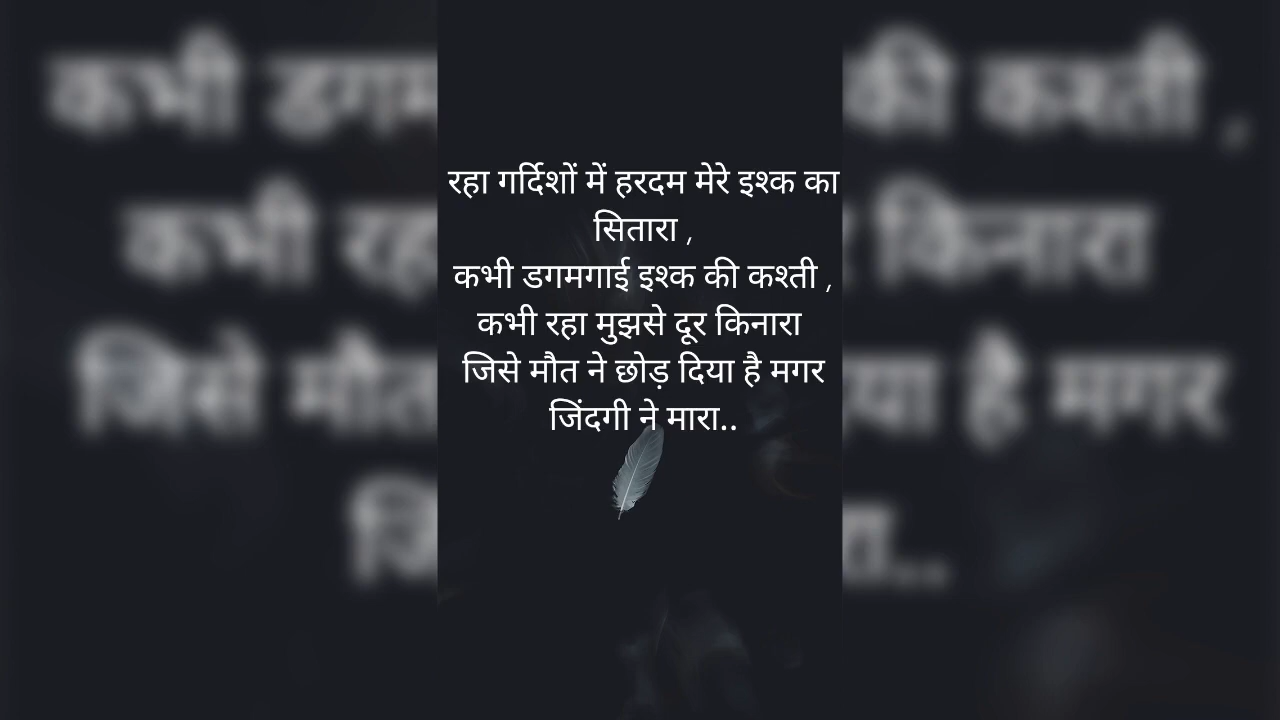 रहा गर्दिशों में हरदम मेरे इश्क का
सितारा ,
कभी डगमगाई इश्क की कश्ती ,
कभी रहा मुझसे दूर किनारा
जिसे मौत ने छोड़ दिया है मगर
जिंदगी ने मारा..